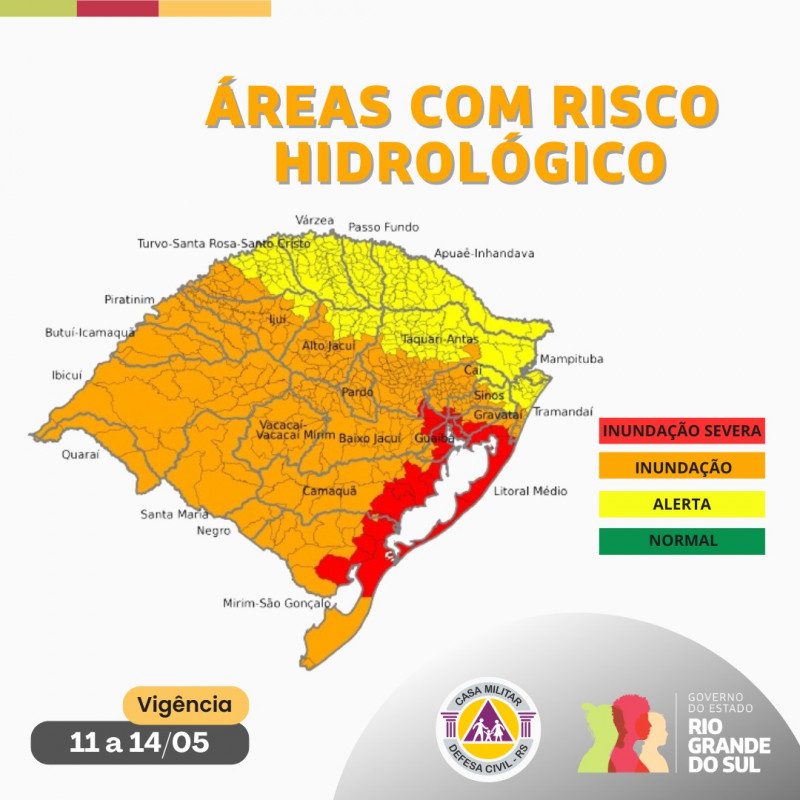 ÁREAS COM RISCO
HIDROLÓGICO
Várzea
Passo Fundo
Turvo-Santa Rosa-Santo Cristo
Apuaê-Inhandava
Piratinim
Ijuí
Butuí-Icamaquã
Alto Jacuí
Taquari-Antas
Mampituba
Ibicuí
Caí
Pardo
Sinos
Gravataí
Tramandaí
Vacacaí-
Vacacaí Mirim
Baixo Jacuí
Guaíba
Quaraí
Camaquã
Litoral Médio
Santa Maria
Negro
Mirim-São Gonçalo
INUNDAÇÃO SEVERA
INUNDAÇÃO
ALERTA
NORMAL
Vigência
11 a 14/05
CASA MILITAR
DEFESA CIVIL - RS
GOVERNO
DO ESTADO
RIO
GRANDE
DO SUL